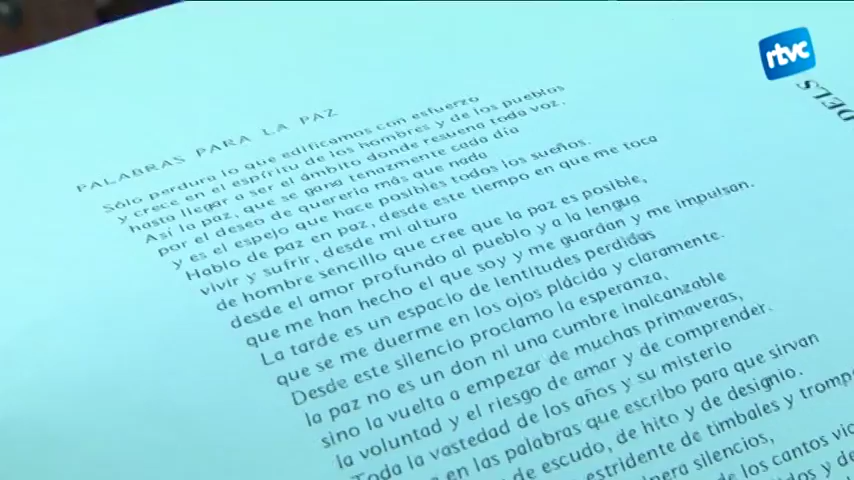 rtvc
DELS
PALABRAS PARA LA PAZ
Sólo perdura lo que edificamos con esfuerzo
y crece en el espíritu de los hombres y de los pueblos
hasta llegar a ser el ámbito donde resuena toda voz.
Así la paz, que se gana tenazmente cada día
por el deseo de quererla más que nada
y es el espejo que hace posibles todos los sueños.
Hablo de paz en paz, desde este tiempo en que me toca
vivir y sufrir, desde mi altura
de hombre sencillo que cree que la paz es posible,
desde el amor profundo al pueblo y a la lengua
que me han hecho el que soy y me guardan y me impulsan.
La tarde es un espacio de lentitudes perdidas
que se me duerme en los ojos plácida y claramente.
Desde este silencio proclamo la esperanza,
la paz no es un don ni una cumbre inalcanzable
sino la vuelta a empezar de muchas primaveras,
la voluntad y el riesgo de amar y de comprender.
Toda la vastedad de los años y su misterio
en las palabras que escribo para que sirvan
de escudo, de hito y de designio.
estridente de timbales y tromp
silencios,
de los cantos
y de